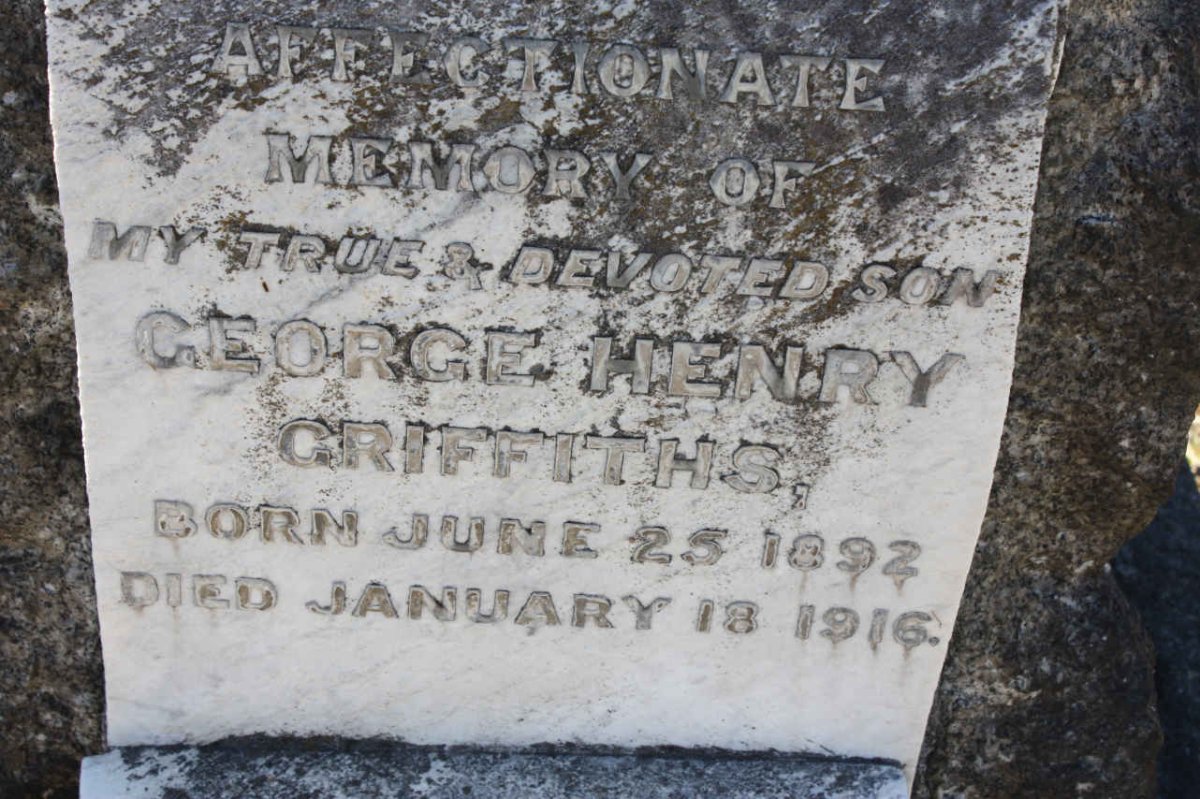 AFFECTIONATE
MEMORY OF
MY TRUE & DEVOTED SON
GEORGE HENRY
GRIFFITHS,
BORN JUNE 25 1892
DIED JANUARY 18 1916.